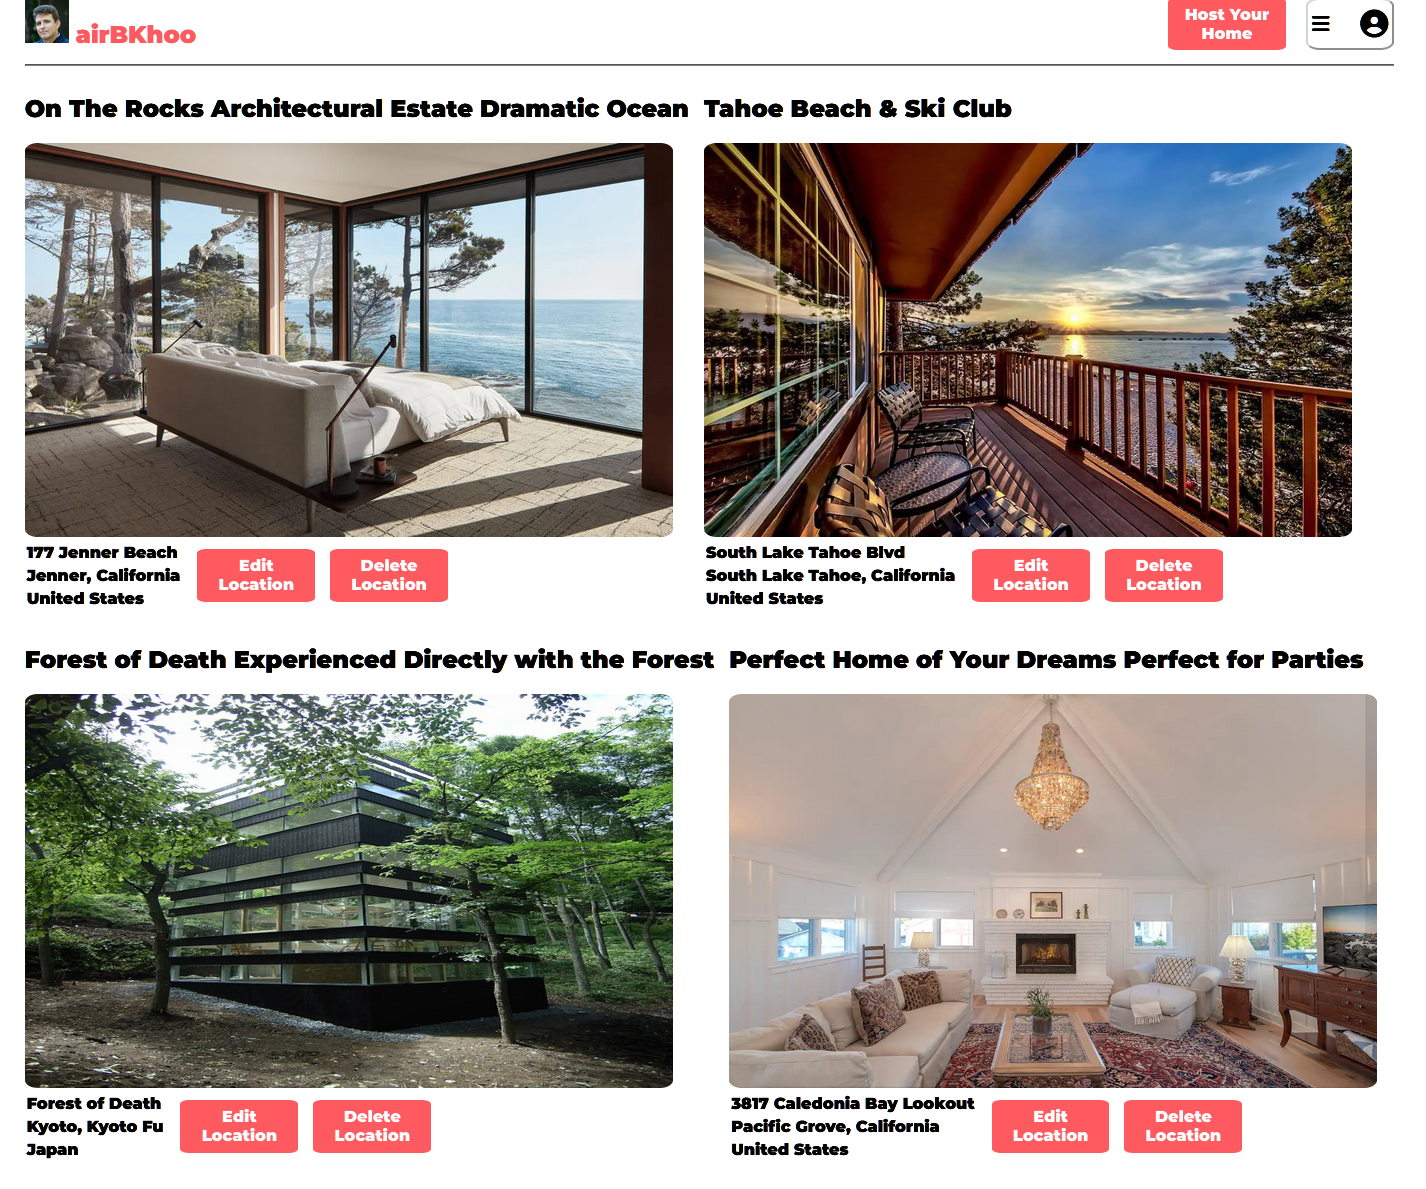 airBKhoo
Host Your
Home
On The Rocks Architectural Estate Dramatic Ocean
Tahoe Beach & Ski Club
177 Jenner Beach
Jenner, California
United States
Edit
Location
Delete
Location
South Lake Tahoe Blvd
South Lake Tahoe, California
United States
Edit
Location
Delete
Location
Forest of Death Experienced Directly with the Forest
Perfect Home of Your Dreams Perfect for Parties
Forest of Death
Kyoto, Kyoto Fu
Japan
Edit
Location
Delete
Location
3817 Caledonia Bay Lookout
Pacific Grove, California
United States
Edit
Location
Delete
Location